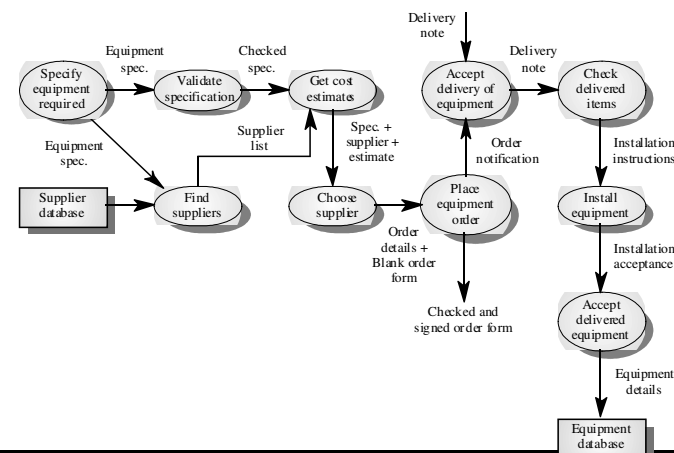 Specify
equipment
required
Equipment
spec.
Validate
specification
Checked
spec.
Get cost
estimates
Equipment
spec.
Supplier
list
Spec. +
supplier +
estimate
Supplier
database
Find
suppliers
Choose
supplier
Order
details +
Blank order
form
Place
equipment
order
Checked and
signed order form
Order
notification
Delivery
note
Accept
delivery of
equipment
Delivery
note
Check
delivered
items
Installation
instructions
Install
equipment
Installation
acceptance
Accept
delivered
equipment
Equipment
details
Equipment
database